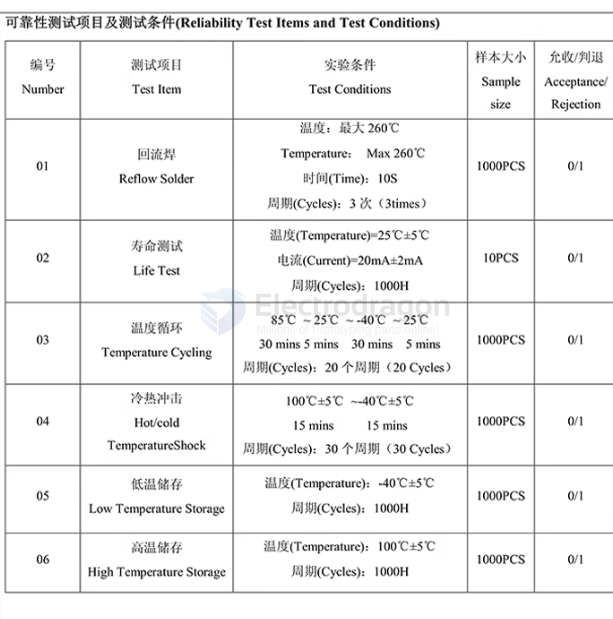 可靠性测试项目及测试条件(Reliability Test Items and Test Conditions)
编号
Number
测试项目
Test Item
实验条件
Test Conditions
样本大小
Sample
size
允收/判退
Acceptance/
Rejection
01
回流焊
Reflow Solder
温度：最大 260℃
Temperature： Max 260℃
时间(Time)：10S
周期(Cycles)：3 次（3times）
1000PCS
0/1
02
寿命测试
Life Test
温度(Temperature)=25℃±5℃
电流(Current)=20mA±2mA
周期(Cycles)：1000H
10PCS
0/1
03
温度循环
Temperature Cycling
85℃ ~25℃ ~-40℃ ~25℃
30 mins 5 mins 30 mins 5 mins
周期(Cycles)：20 个周期（20 Cycles）
1000PCS
0/1
04
冷热冲击
Hot/cold
TemperatureShock
100℃±5℃ ~-40℃±5℃
15 mins 15 mins
周期(Cycles)：30 个周期（30 Cycles）
1000PCS
0/1
05
低温储存
Low Temperature Storage
温度(Temperature)：-40℃±5℃
周期(Cycles)：1000H
1000PCS
0/1
06
高温储存
High Temperature Storage
温度(Temperature)：100℃±5℃
周期(Cycles)：1000H
1000PCS
0/1
Electrodragon
Millions of Prototyping parts china!